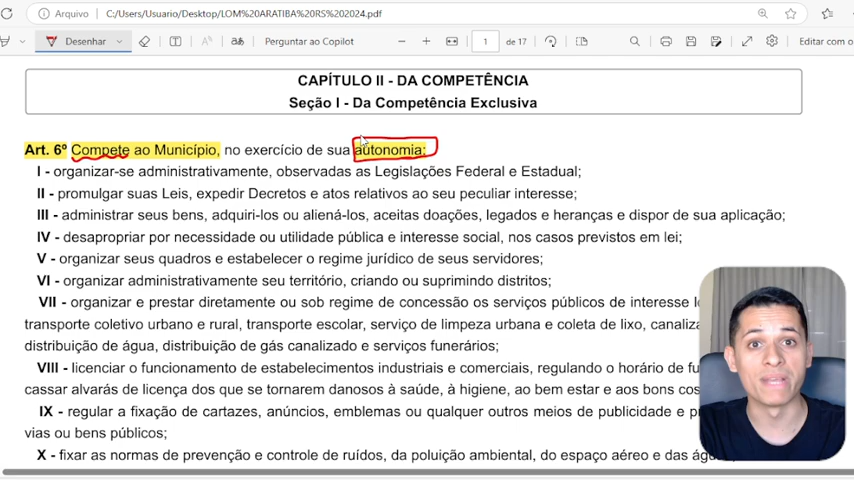 Arquivo C:/Users/Usuario/Desktop/LOM%20ARATIBA%20RS%202024.pdf
Desenhar Perguntar ao Copilot 1 de 17 Editar com o
CAPÍTULO II - DA COMPETÊNCIA
Seção I - Da Competência Exclusiva
Art. 6º Compete ao Município, no exercício de sua autonomia:
I - organizar-se administrativamente, observadas as Legislações Federal e Estadual;
II - promulgar suas Leis, expedir Decretos e atos relativos ao seu peculiar interesse;
III - administrar seus bens, adquiri-los ou aliená-los, aceitas doações, legados e heranças e dispor de sua aplicação;
IV - desapropriar por necessidade ou utilidade pública e interesse social, nos casos previstos em lei;
V - organizar seus quadros e estabelecer o regime jurídico de seus servidores;
VI - organizar administrativamente seu território, criando ou suprimindo distritos;
VII - organizar e prestar diretamente ou sob regime de concessão os serviços públicos de interesse
transporte coletivo urbano e rural, transporte escolar, serviço de limpeza urbana e coleta de lixo,
distribuição de água, distribuição de gás canalizado e serviços funerários;
VIII - licenciar o funcionamento de estabelecimentos industriais e comerciais, regulando o horário de
cassar alvarás de licença dos que se tornarem danosos à saúde, à higiene, ao bem estar e aos bons
IX - regular a fixação de cartazes, anúncios, emblemas ou qualquer outros meios de publicidade e
vias ou bens públicos;
X - fixar as normas de prevenção e controle de ruídos, da poluição ambiental, do espaço aéreo e das